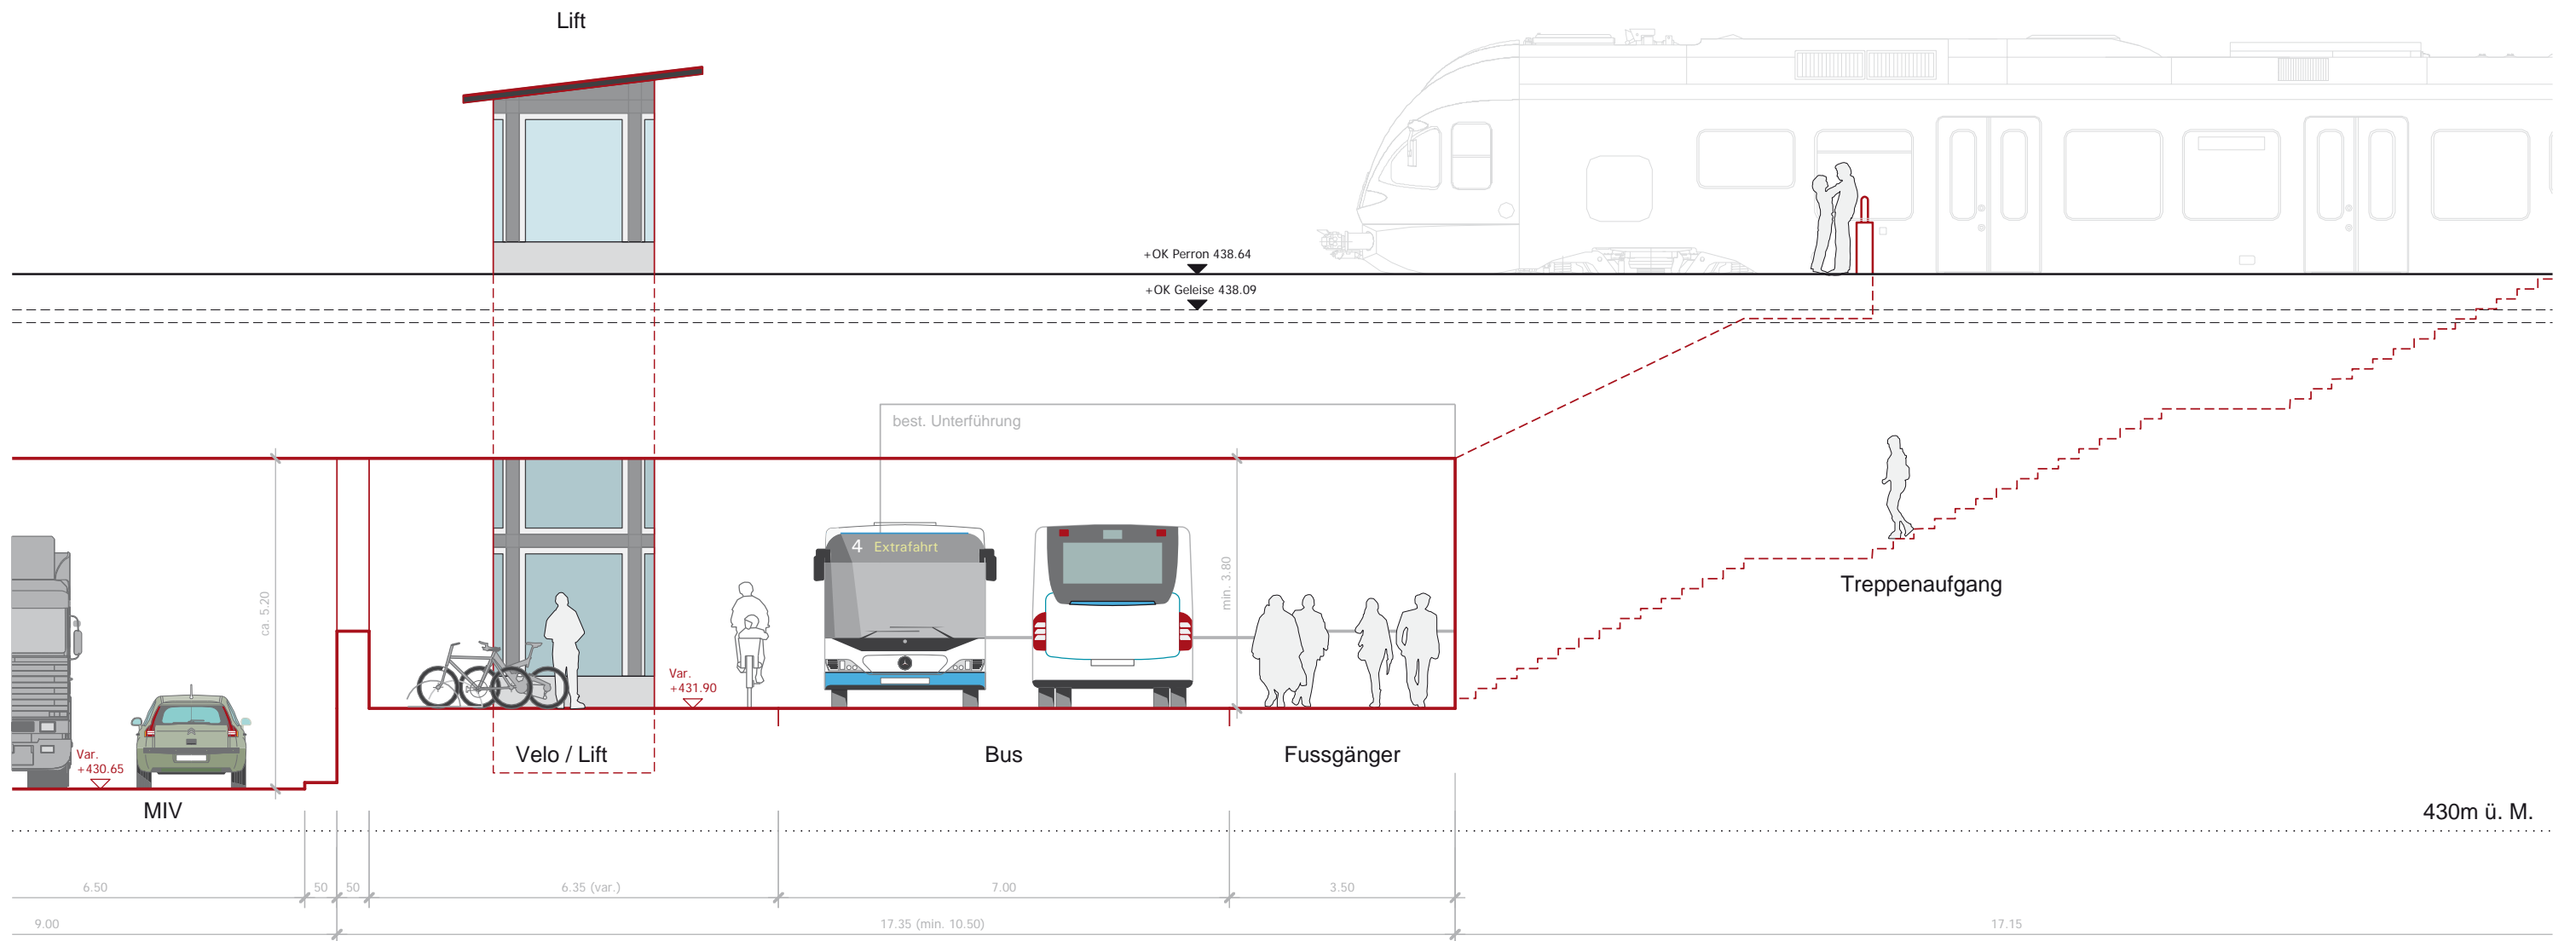 Lift
+OK Perron 438.64
+OK Geleise 438.09
best. Unterführung
4 Extrafahrt
ca. 5.20
min. 3.80
Treppenaufgang
Var.
+431.90
Var.
+430.65
Velo / Lift
Bus
Fussgänger
MIV
430m ü. M.
6.50
50
50
6.35 (var.)
7.00
3.50
9.00
17.35 (min. 10.50)
17.15